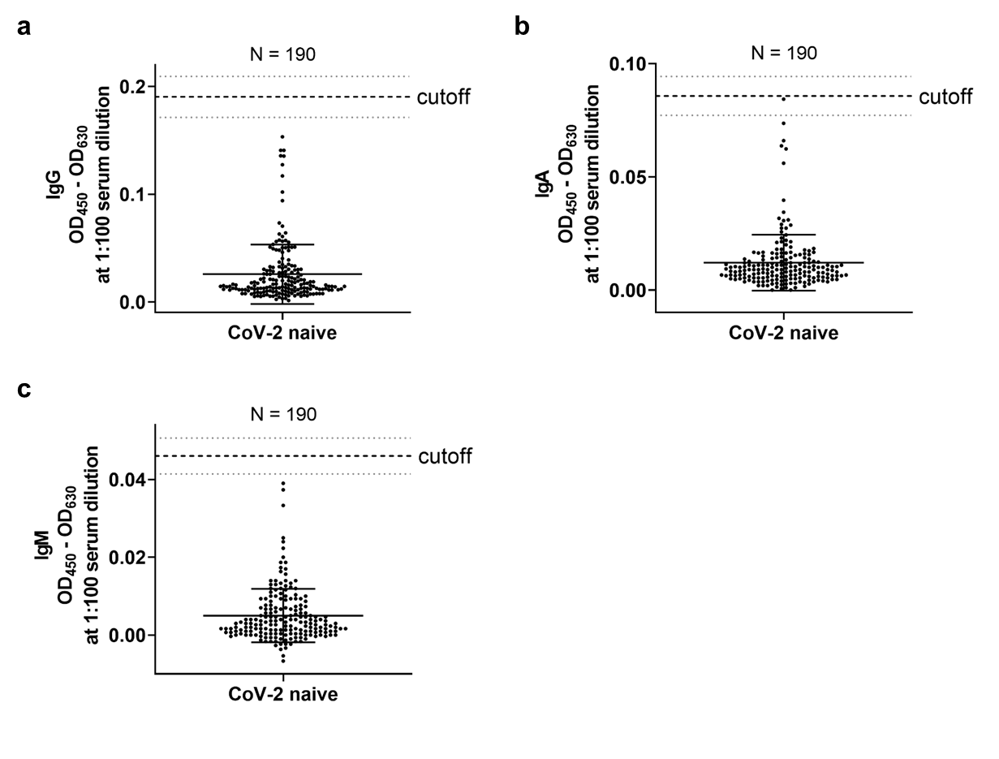 a
N = 190
0.2
0.1
0.0
cutoff
IgG
OD450 - OD630
at 1:100 serum dilution
CoV-2 naive
b
N = 190
0.10
0.05
0.00
cutoff
IgA
OD450 - OD630
at 1:100 serum dilution
CoV-2 naive
c
N = 190
0.04
0.02
0.00
cutoff
IgM
OD450 - OD630
at 1:100 serum dilution
CoV-2 naive